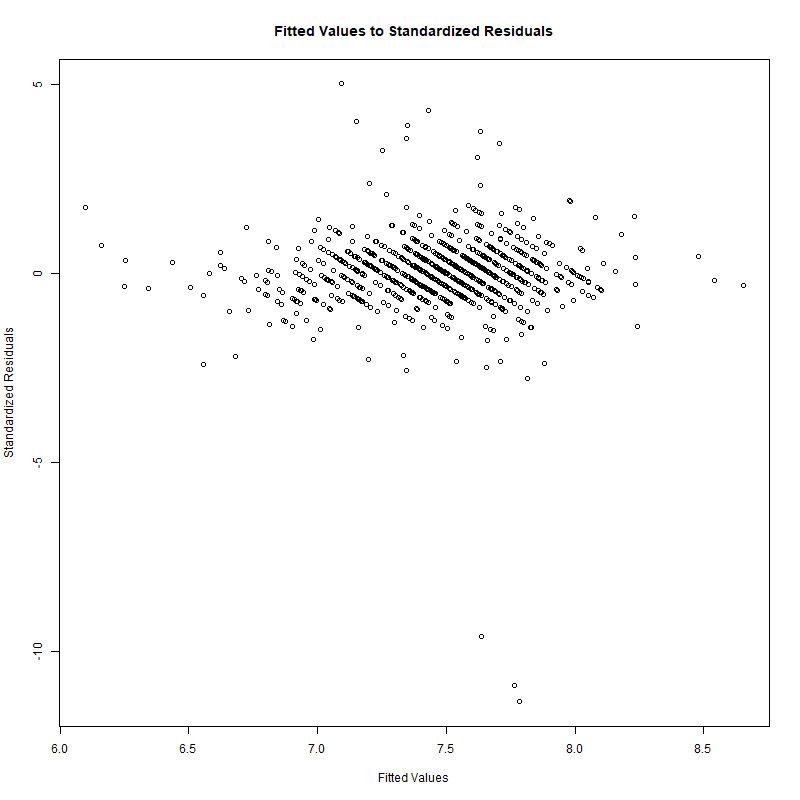 Fitted Values to Standardized Residuals
5
0
-5
-10
Standardized Residuals
6.0 6.5 7.0 7.5 8.0 8.5
Fitted Values